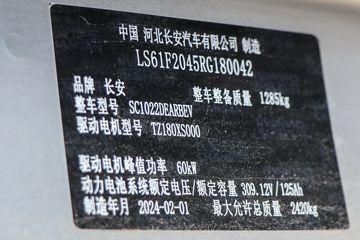 中国 河北长安汽车有限公司 制造
LS61F2045RG180042
品牌 长安 整车整备质量 1285kg
整车型号 SC1022DEARBEV
驱动电机型号 TZ180XS000
驱动电机峰值功率 60kW
动力电池系统额定电压/额定容量 309.12V/125Ah
制造年月 2024-02-01 最大允许总质量 2420kg